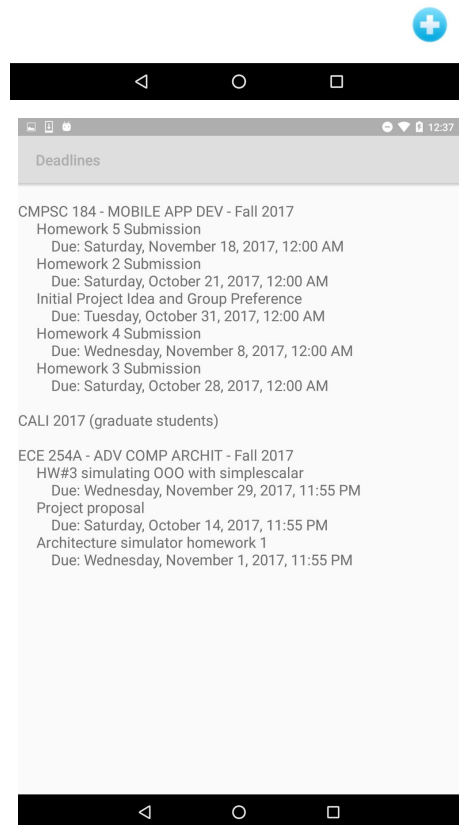 12:37
Deadlines
CMPSC 184 - MOBILE APP DEV - Fall 2017
Homework 5 Submission
Due: Saturday, November 18, 2017, 12:00 AM
Homework 2 Submission
Due: Saturday, October 21, 2017, 12:00 AM
Initial Project Idea and Group Preference
Due: Tuesday, October 31, 2017, 12:00 AM
Homework 4 Submission
Due: Wednesday, November 8, 2017, 12:00 AM
Homework 3 Submission
Due: Saturday, October 28, 2017, 12:00 AM
CALI 2017 (graduate students)
ECE 254A - ADV COMP ARCHIT - Fall 2017
HW#3 simulating OOO with simplescalar
Due: Wednesday, November 29, 2017, 11:55 PM
Project proposal
Due: Saturday, October 14, 2017, 11:55 PM
Architecture simulator homework 1
Due: Wednesday, November 1, 2017, 11:55 PM